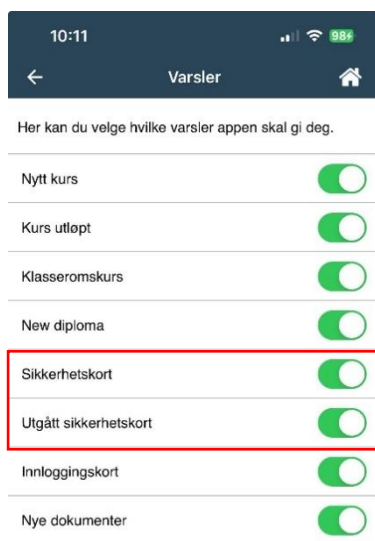 10:11
98
Varsler
Her kan du velge hvilke varsler appen skal gi deg.
Nytt kurs
Kurs utløpt
Klasseromskurs
New diploma
Sikkerhetskort
Utgått sikkerhetskort
Innloggingskort
Nye dokumenter